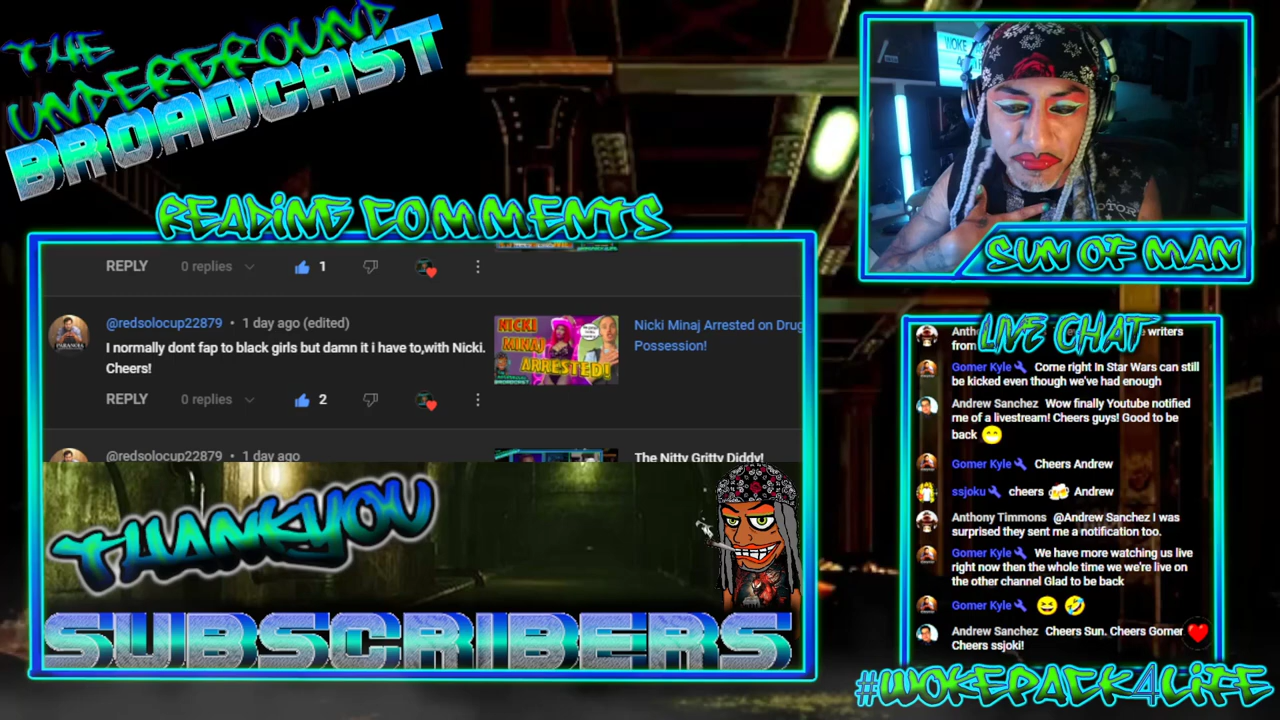 THE
UNDERGROUND
BROADCAST
READING COMMENTS
REPLY 0 replies 1
@redsolocup22879 • 1 day ago (edited)
I normally dont fap to black girls but damn it i have to,with Nicki.
Cheers!
NICKI
MINAJ
ARRESTED!
Nicki Minaj Arrested on Drug
Possession!
REPLY 0 replies 2
@redsolocup22879 • 1 day ago
The Nitty Gritty Diddy!
THANKYOU
SUBSCRIBERS
WOKE
4
SUN OF MAN
LIVE CHAT
writers
from
Gomer Kyle Come right In Star Wars can still
be kicked even though we've had enough
Andrew Sanchez Wow finally Youtube notified
me of a livestream! Cheers guys! Good to be
back 😁
Gomer Kyle Cheers Andrew
ssjoku cheers 🍻 Andrew
Anthony Timmons @Andrew Sanchez I was
surprised they sent me a notification too.
Gomer Kyle We have more watching us live
right now then the whole time we we're live on
the other channel Glad to be back
Gomer Kyle 😆 🤣
Andrew Sanchez Cheers Sun. Cheers Gomer
Cheers ssjoki!
#WOKEPACK4LIFE